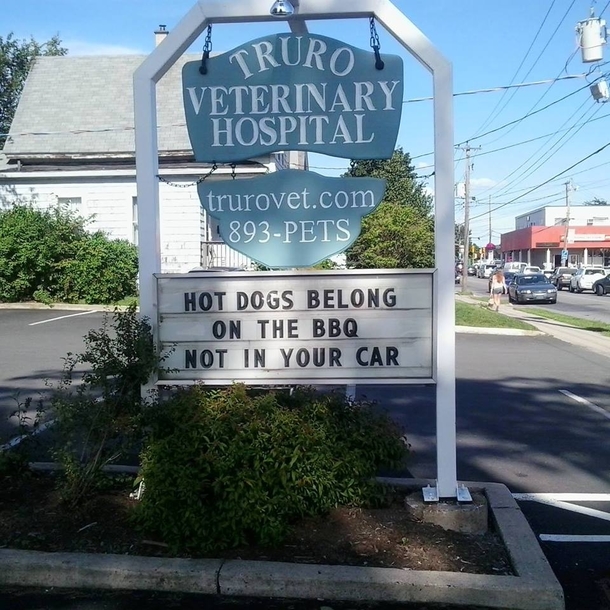 TRURO
VETERINARY
HOSPITAL
trurovet.com
893-PETS
HOT DOGS BELONG
ON THE BBQ
NOT IN YOUR CAR